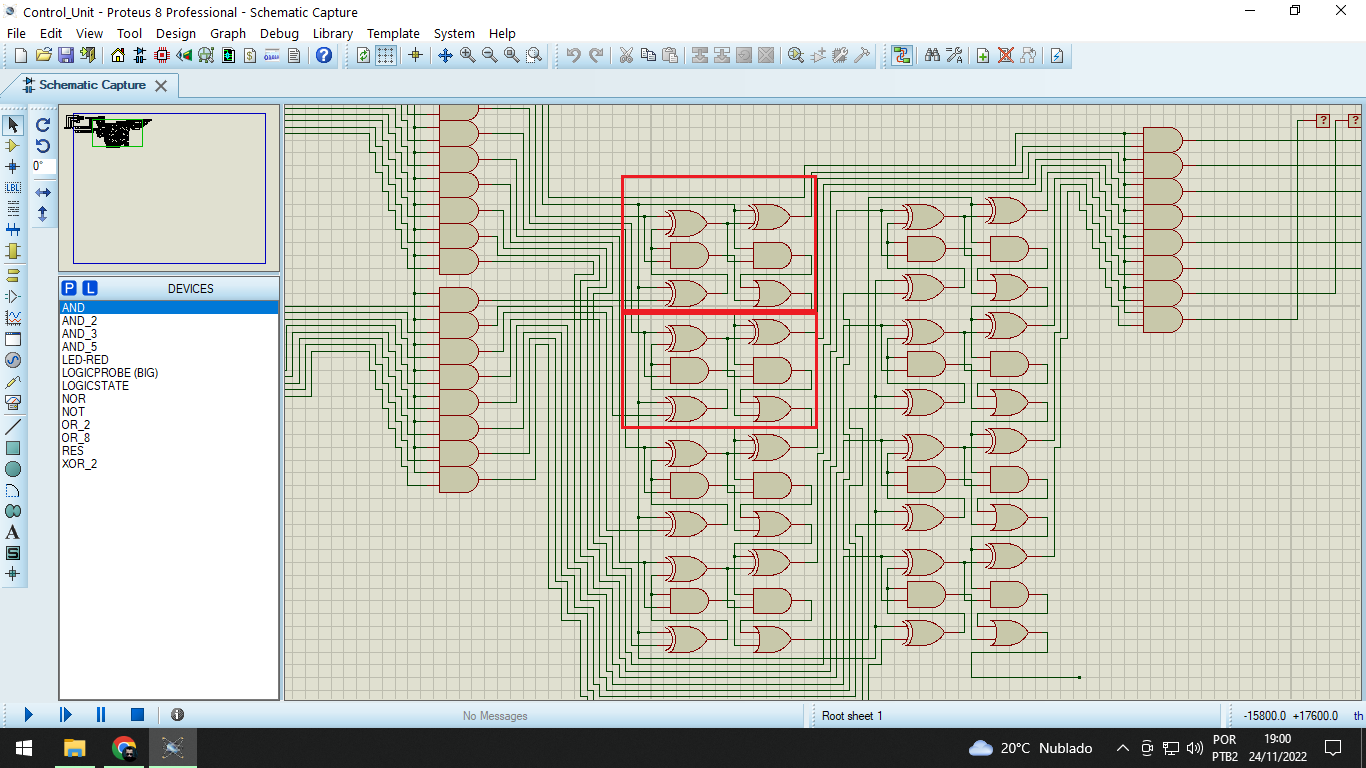 Control_Unit - Proteus 8 Professional - Schematic Capture
File Edit View Tool Design Graph Debug Library Template System Help
Schematic Capture
0°
LBL
P L DEVICES
AND
AND_2
AND_3
AND_5
LED-RED
LOGICPROBE (BIG)
LOGICSTATE
NOR
NOT
OR_2
OR_8
RES
XOR_2
A
S
? ?
No Messages
Root sheet 1
-15800.0 +17600.0 th
20°C Nublado
POR
PTB2
19:00
24/11/2022